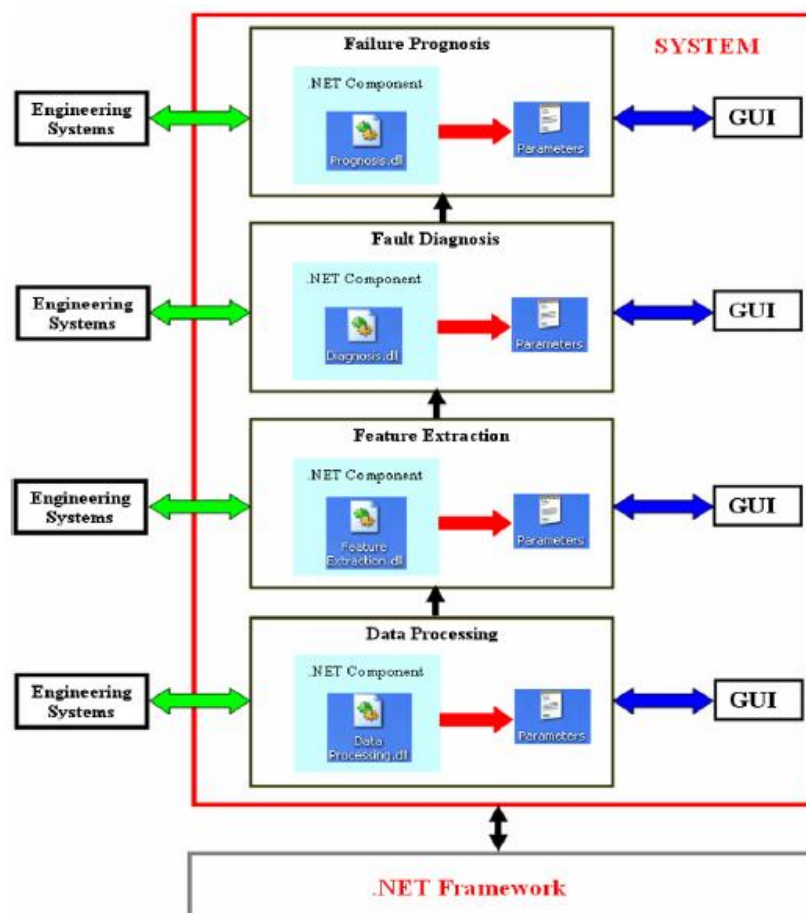 SYSTEM
Failure Prognosis
.NET Component
Prognosis.dll
Parameters
Engineering
Systems
GUI
Fault Diagnosis
.NET Component
Diagnosis.dll
Parameters
Engineering
Systems
GUI
Feature Extraction
.NET Component
Feature
Extraction.dll
Parameters
Engineering
Systems
GUI
Data Processing
.NET Component
Data
Processing.dll
Parameters
Engineering
Systems
GUI
.NET Framework